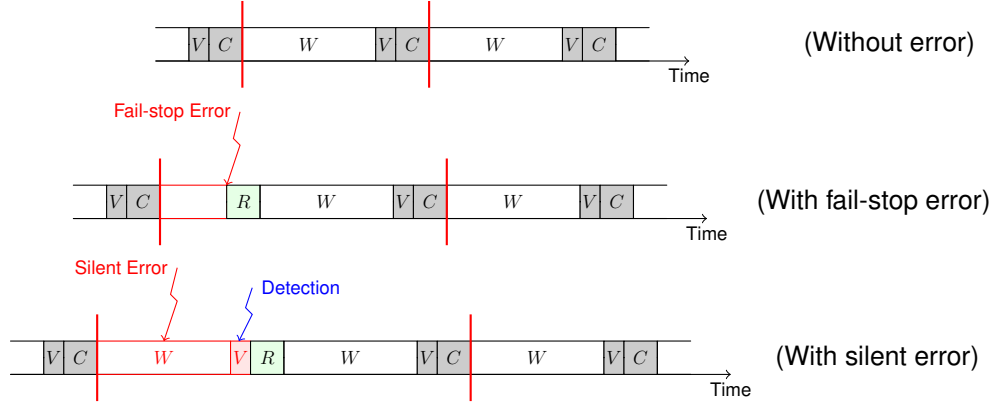 V C W V C W V C (Without error)
Time
Fail-stop Error
V C R W V C W V C (With fail-stop error)
Time
Silent Error
Detection
V C W V R W V C W V C (With silent error)
Time